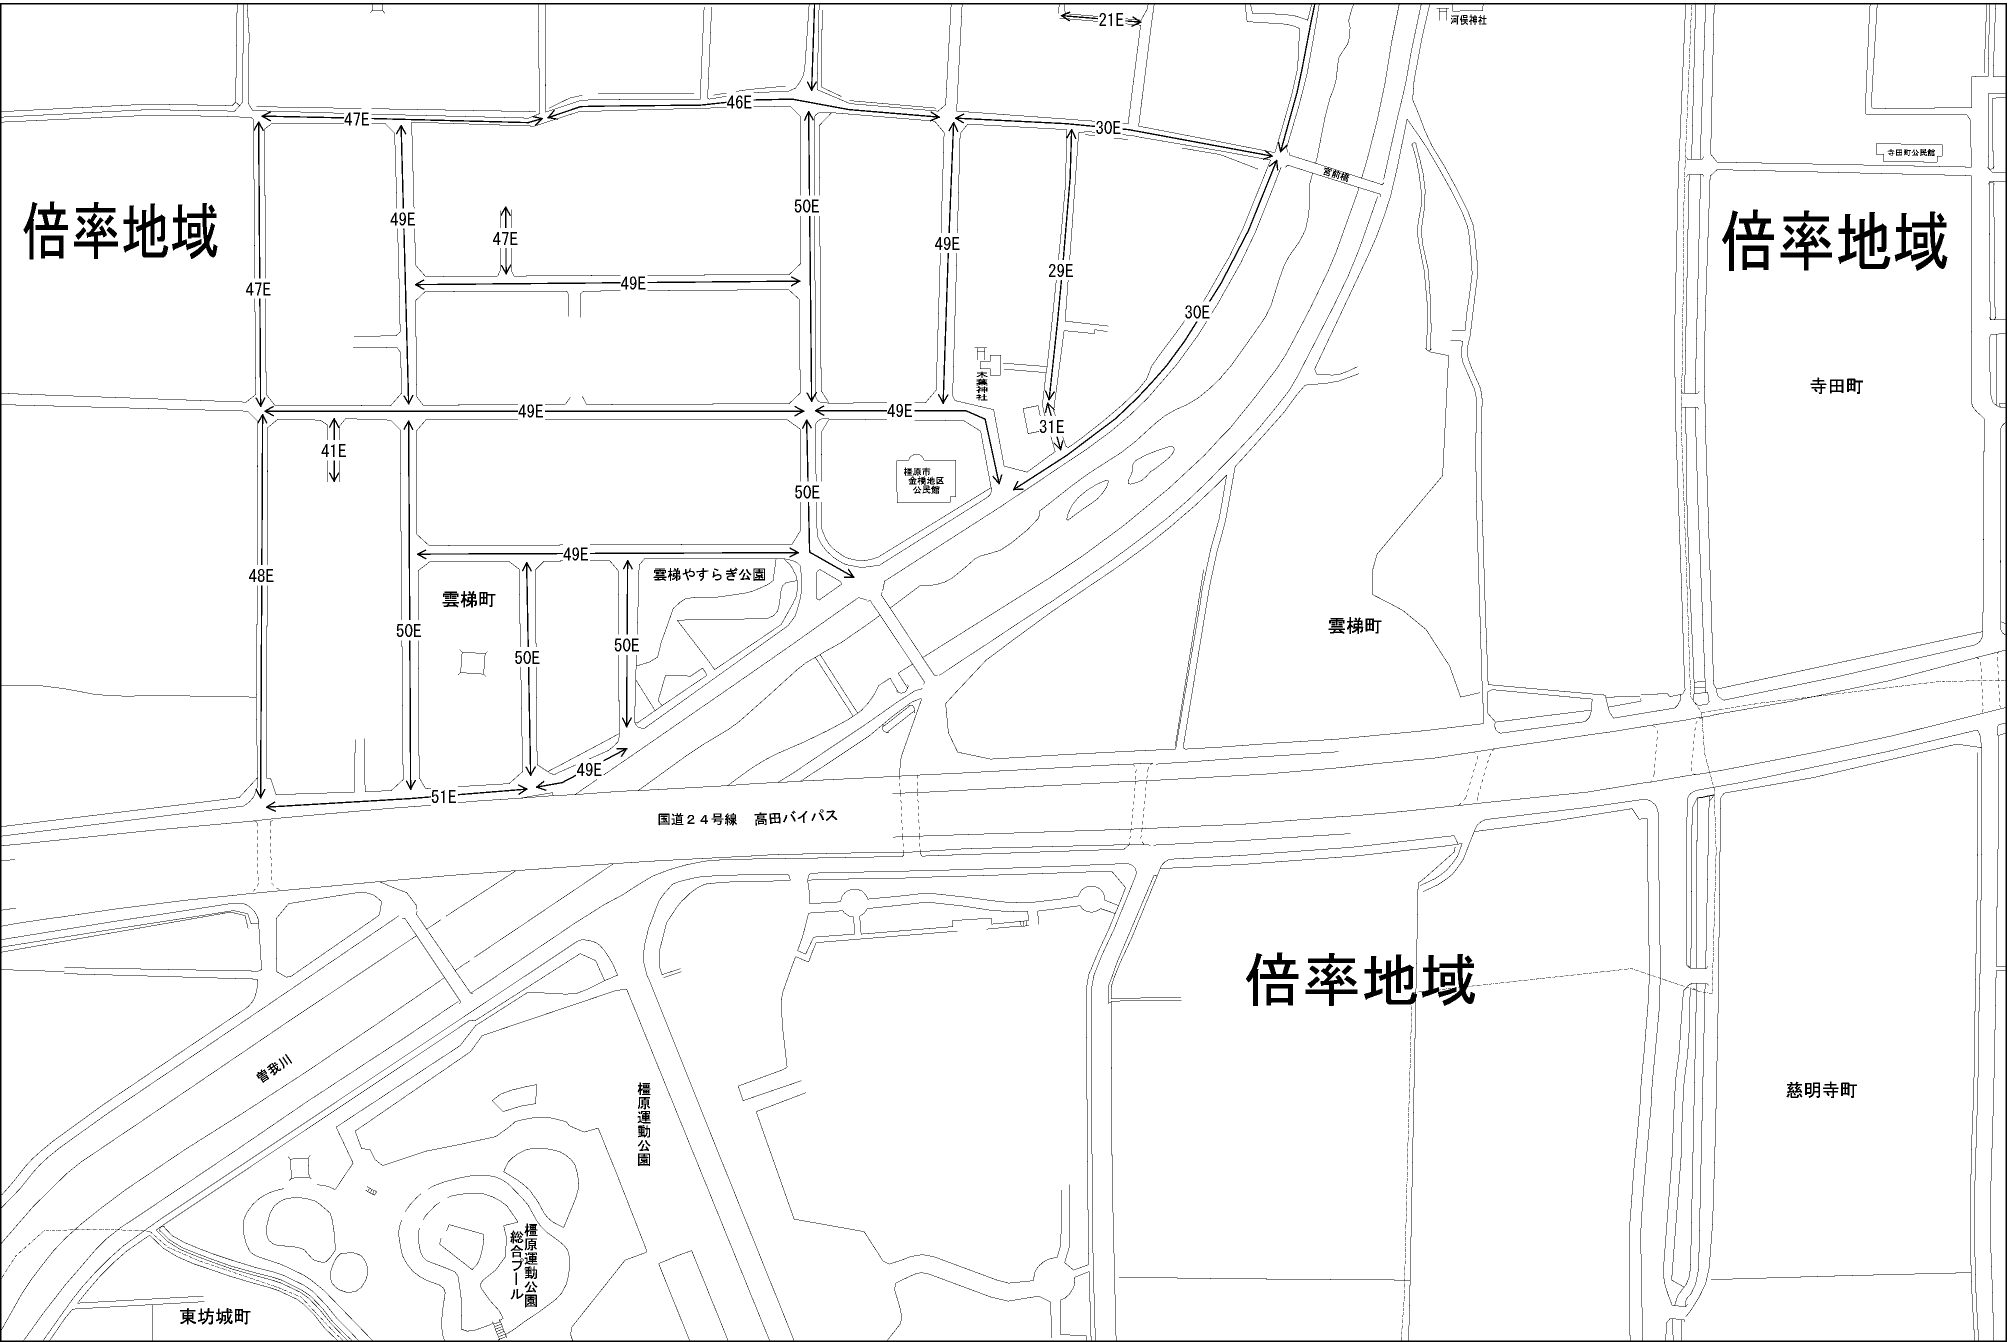 21E
河俣神社
46E
47E
30E
寺田町公民館
宮前橋
50E
49E
倍率地域
47E
49E
倍率地域
29E
47E
49E
30E
木葉神社
寺田町
49E
49E
31E
41E
橿原市
金橋地区
公民館
50E
49E
48E
雲梯やすらぎ公園
雲梯町
雲梯町
50E
50E
50E
49E
51E
国道24号線 高田バイパス
倍率地域
曽我川
橿原運動公園
慈明寺町
橿原運動公園
総合プール
東坊城町